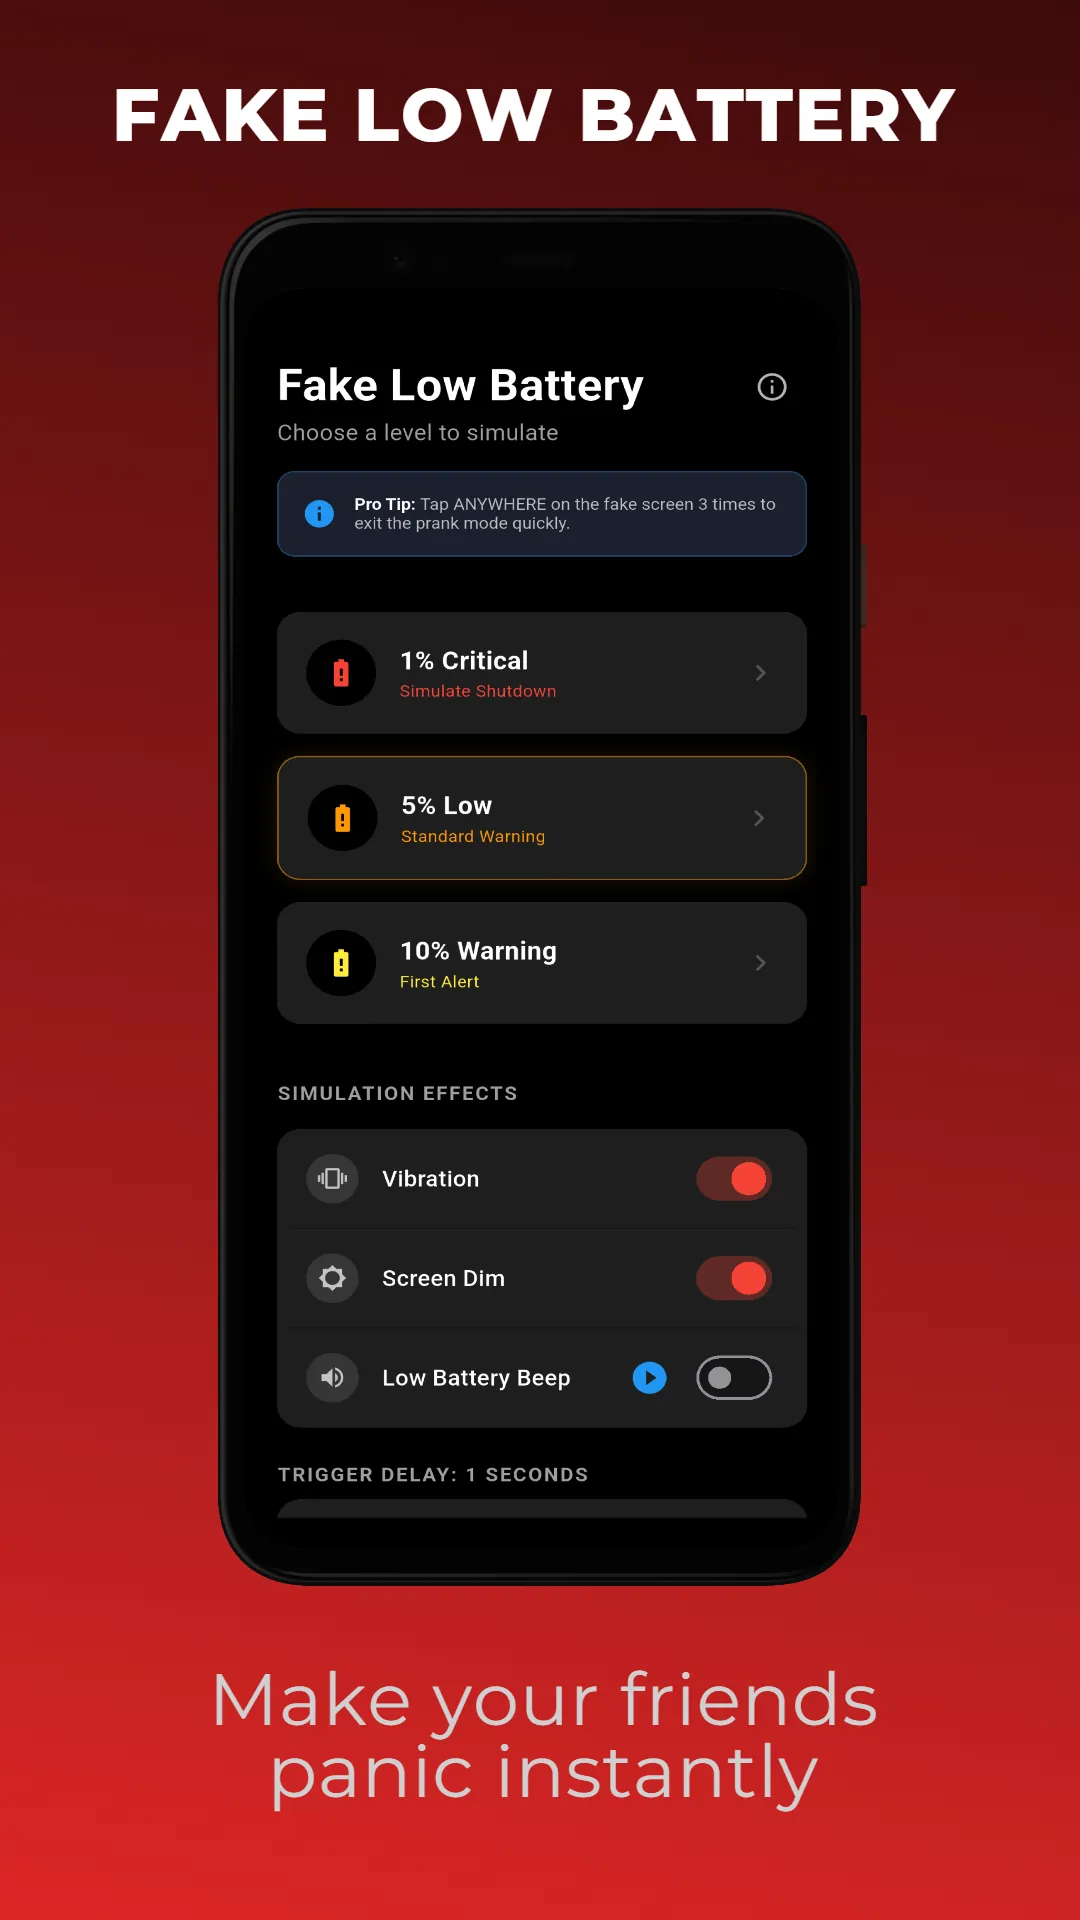 FAKE LOW BATTERY
Fake Low Battery
Choose a level to simulate
Pro Tip: Tap ANYWHERE on the fake screen 3 times to
exit the prank mode quickly.
1% Critical
Simulate Shutdown
5% Low
Standard Warning
10% Warning
First Alert
SIMULATION EFFECTS
Vibration
Screen Dim
Low Battery Beep
TRIGGER DELAY: 1 SECONDS
Make your friends
panic instantly